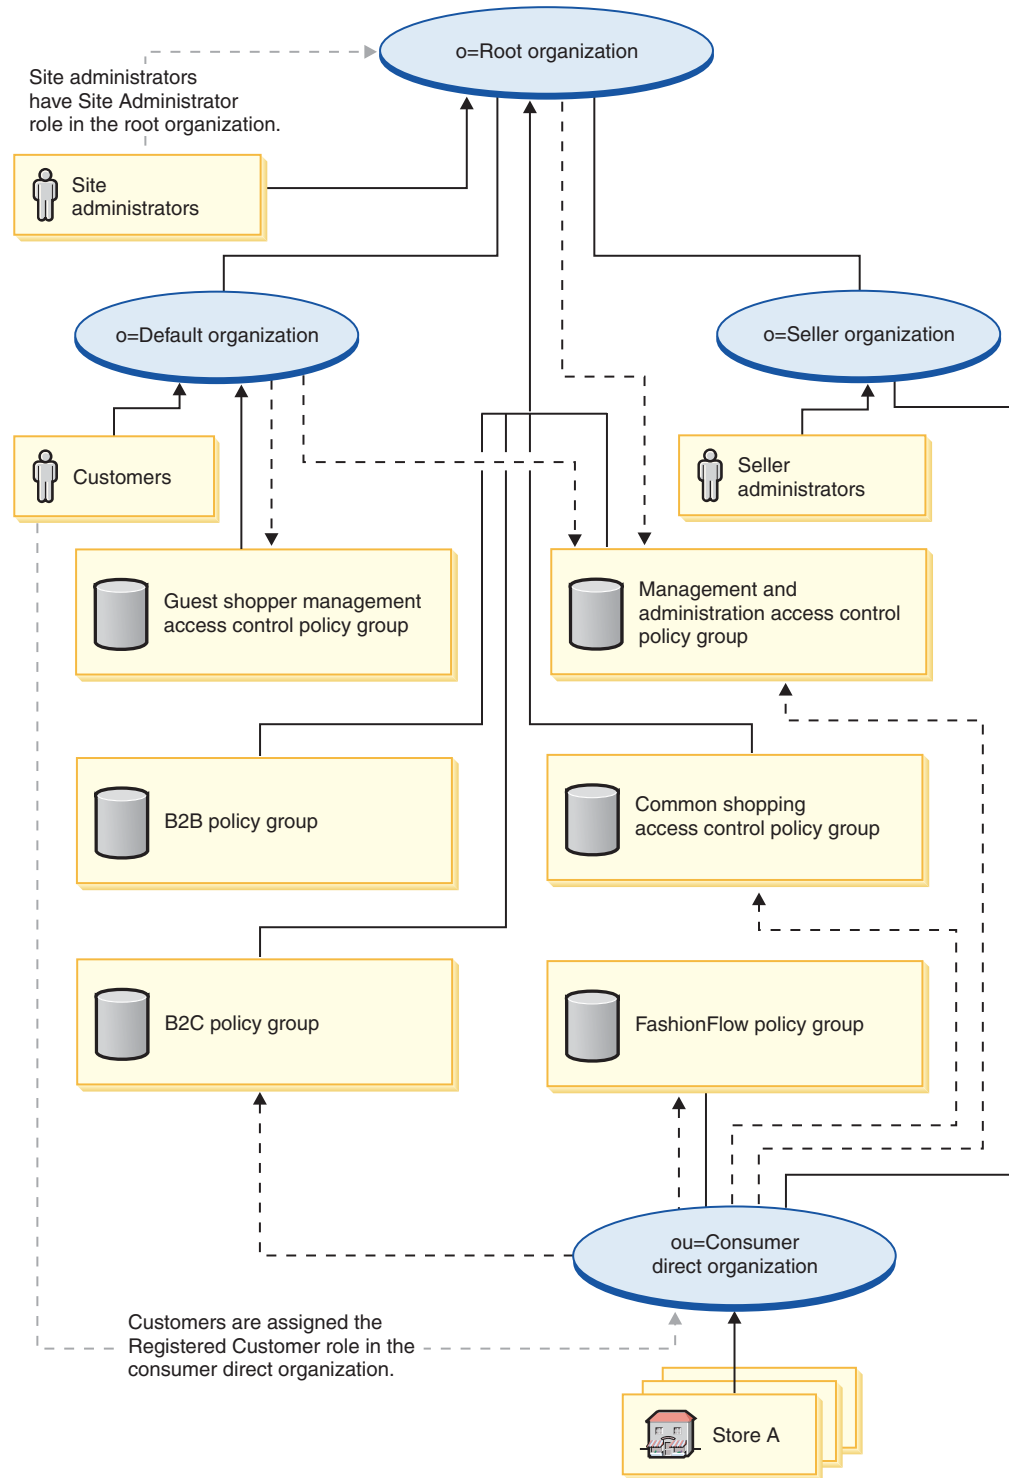 o=Root organization
Site administrators
have Site Administrator
role in the root organization.
Site
administrators
o=Default organization
o=Seller organization
Customers
Seller
administrators
Guest shopper management
access control policy group
Management and
administration access control
policy group
B2B policy group
Common shopping
access control policy group
B2C policy group
FashionFlow policy group
ou=Consumer
direct organization
Customers are assigned the
Registered Customer role in the
consumer direct organization.
Store A